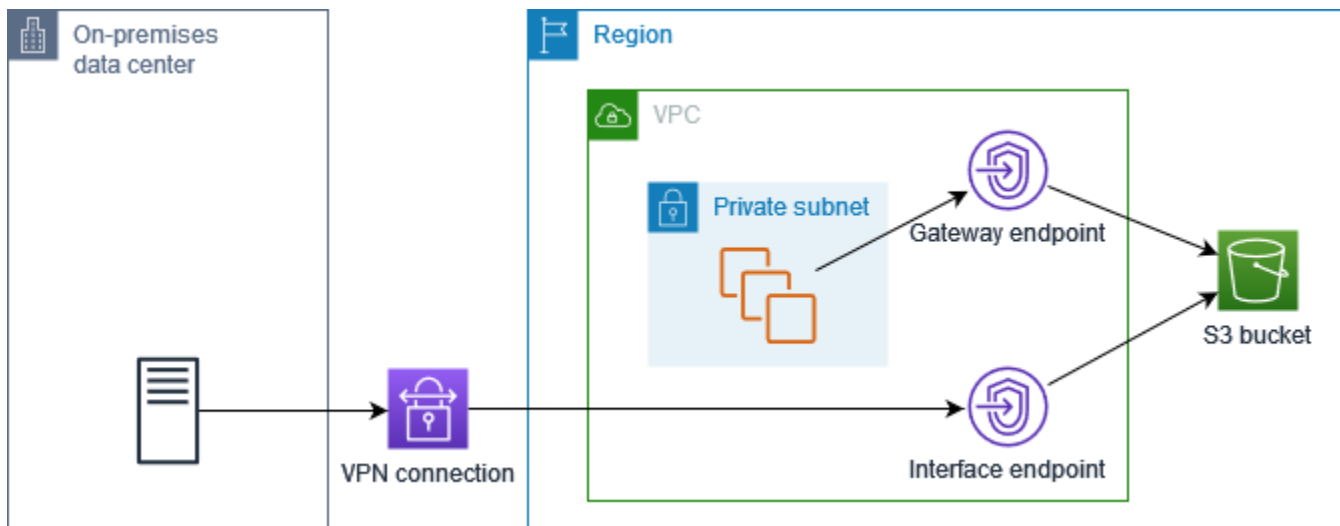 On-premises
data center
Region
VPC
Private subnet
Gateway endpoint
S3 bucket
VPN connection
Interface endpoint